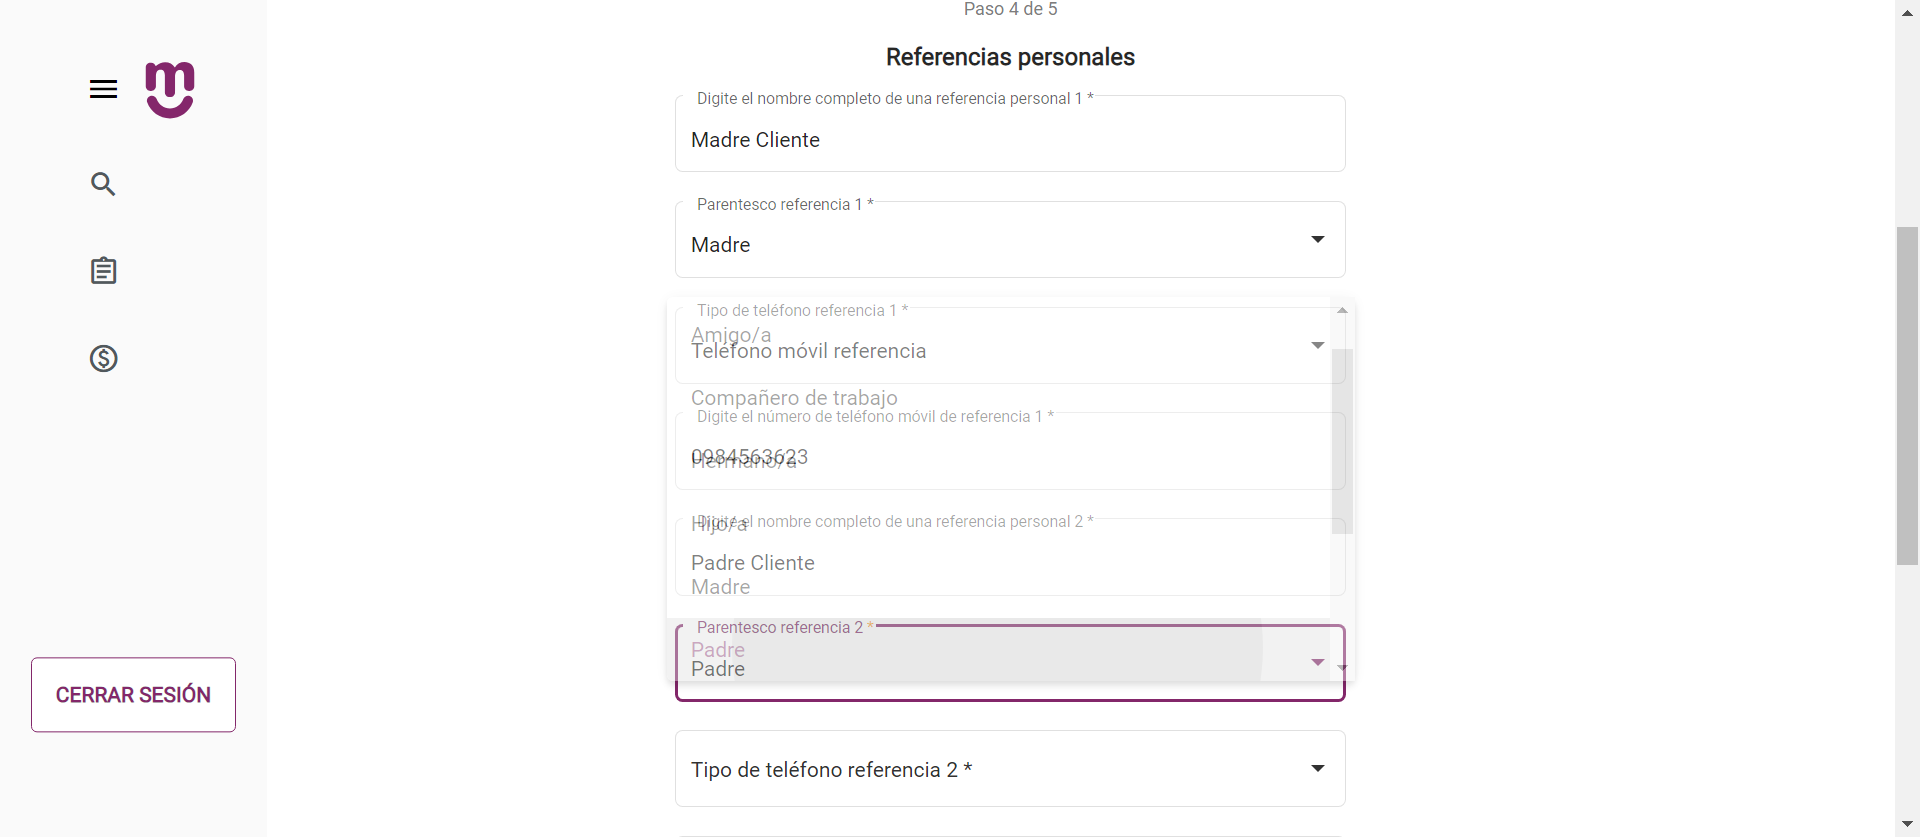 Paso 4 de 5
Referencias personales
Digite el nombre completo de una referencia personal 1 *
Madre Cliente
Parentesco referencia 1 *
Madre
Tipo de teléfono referencia 1 *
Amigo/a
Teléfono móvil referencia
Compañero de trabajo
Digite el número de teléfono móvil de referencia 1 *
0984563623
Hermano/a
Digite el nombre completo de una referencia personal 2 *
Hijo/a
Padre Cliente
Madre
Parentesco referencia 2 *
Padre
Padre
CERRAR SESIÓN
Tipo de teléfono referencia 2 *